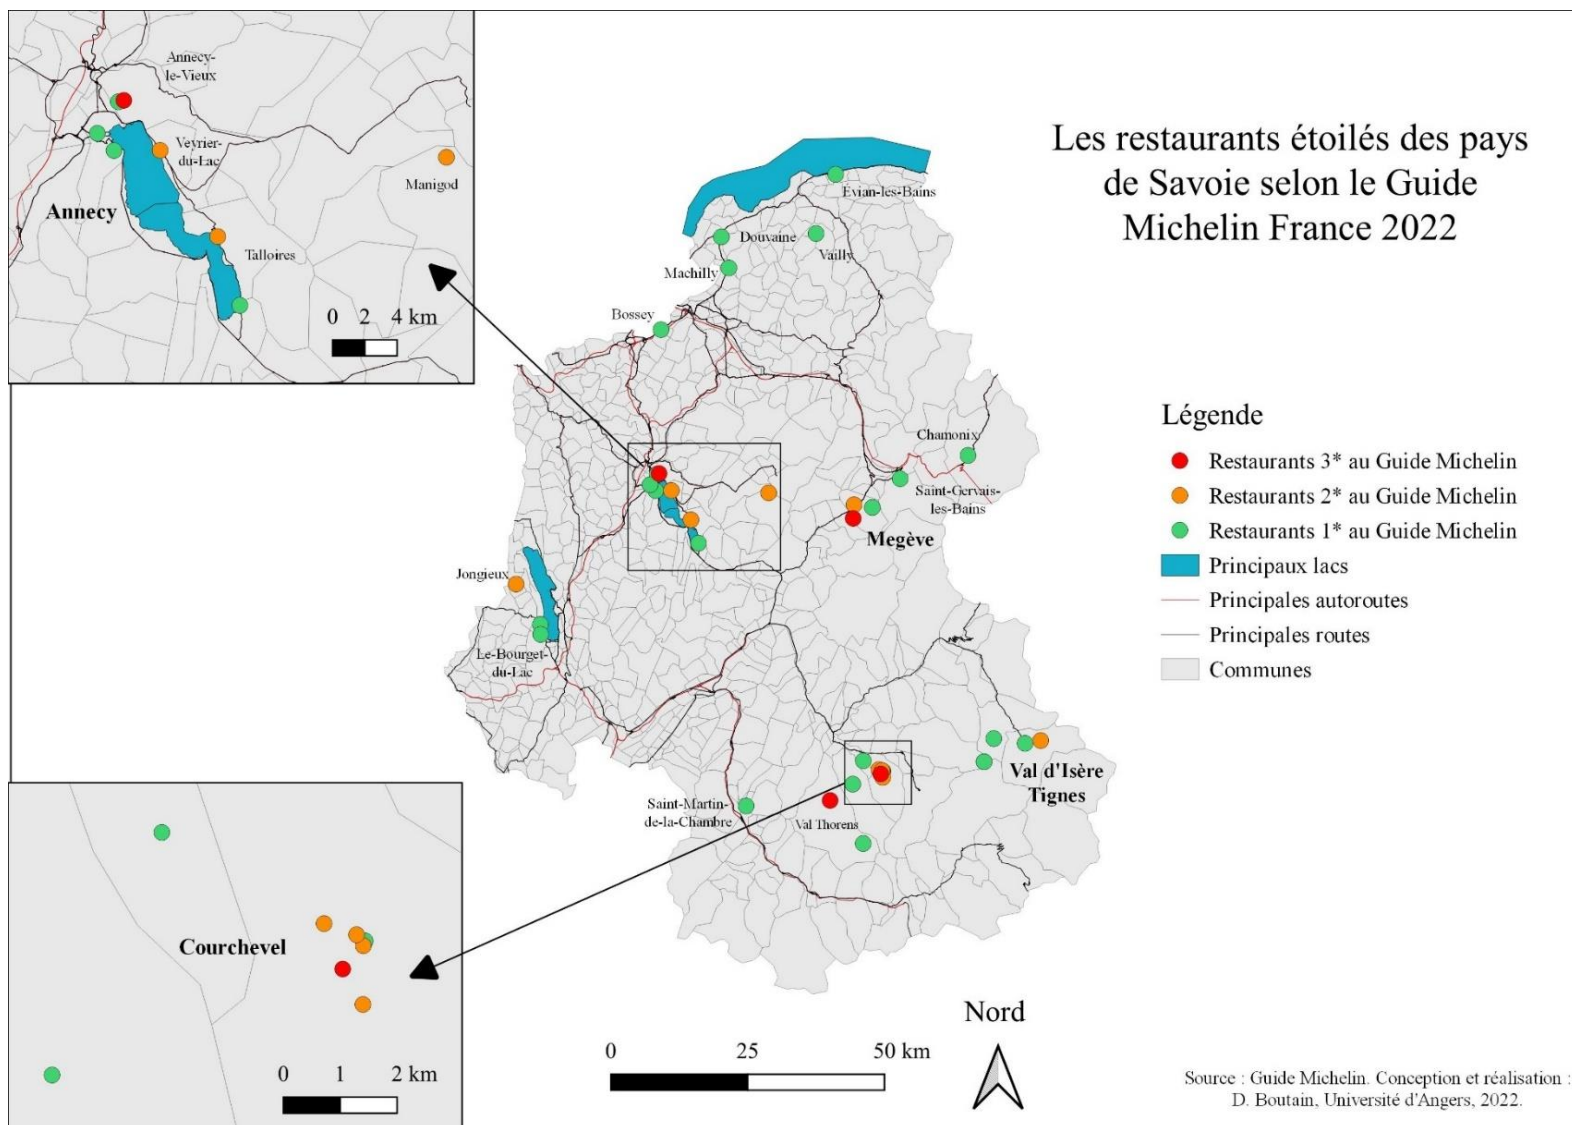 Les restaurants étoilés des pays
de Savoie selon le Guide
Michelin France 2022
Annecy-
le-Vieux
Veyrier-
du-Lac
Manigod
Annecy
Talloires
0 2 4 km
Évian-les-Bains
Douvaine
Vailly
Machilly
Bossey
Chamonix
Saint-Gervais-
les-Bains
Megève
Jongieux
Le-Bourget-
du-Lac
Val d'Isère
Tignes
Saint-Martin-
de-la-Chambre
Val Thorens
Courchevel
0 1 2 km
0 25 50 km
Nord
Légende
Restaurants 3* au Guide Michelin
Restaurants 2* au Guide Michelin
Restaurants 1* au Guide Michelin
Principaux lacs
Principales autoroutes
Principales routes
Communes
Source : Guide Michelin. Conception et réalisation :
D. Boutain, Université d'Angers, 2022.